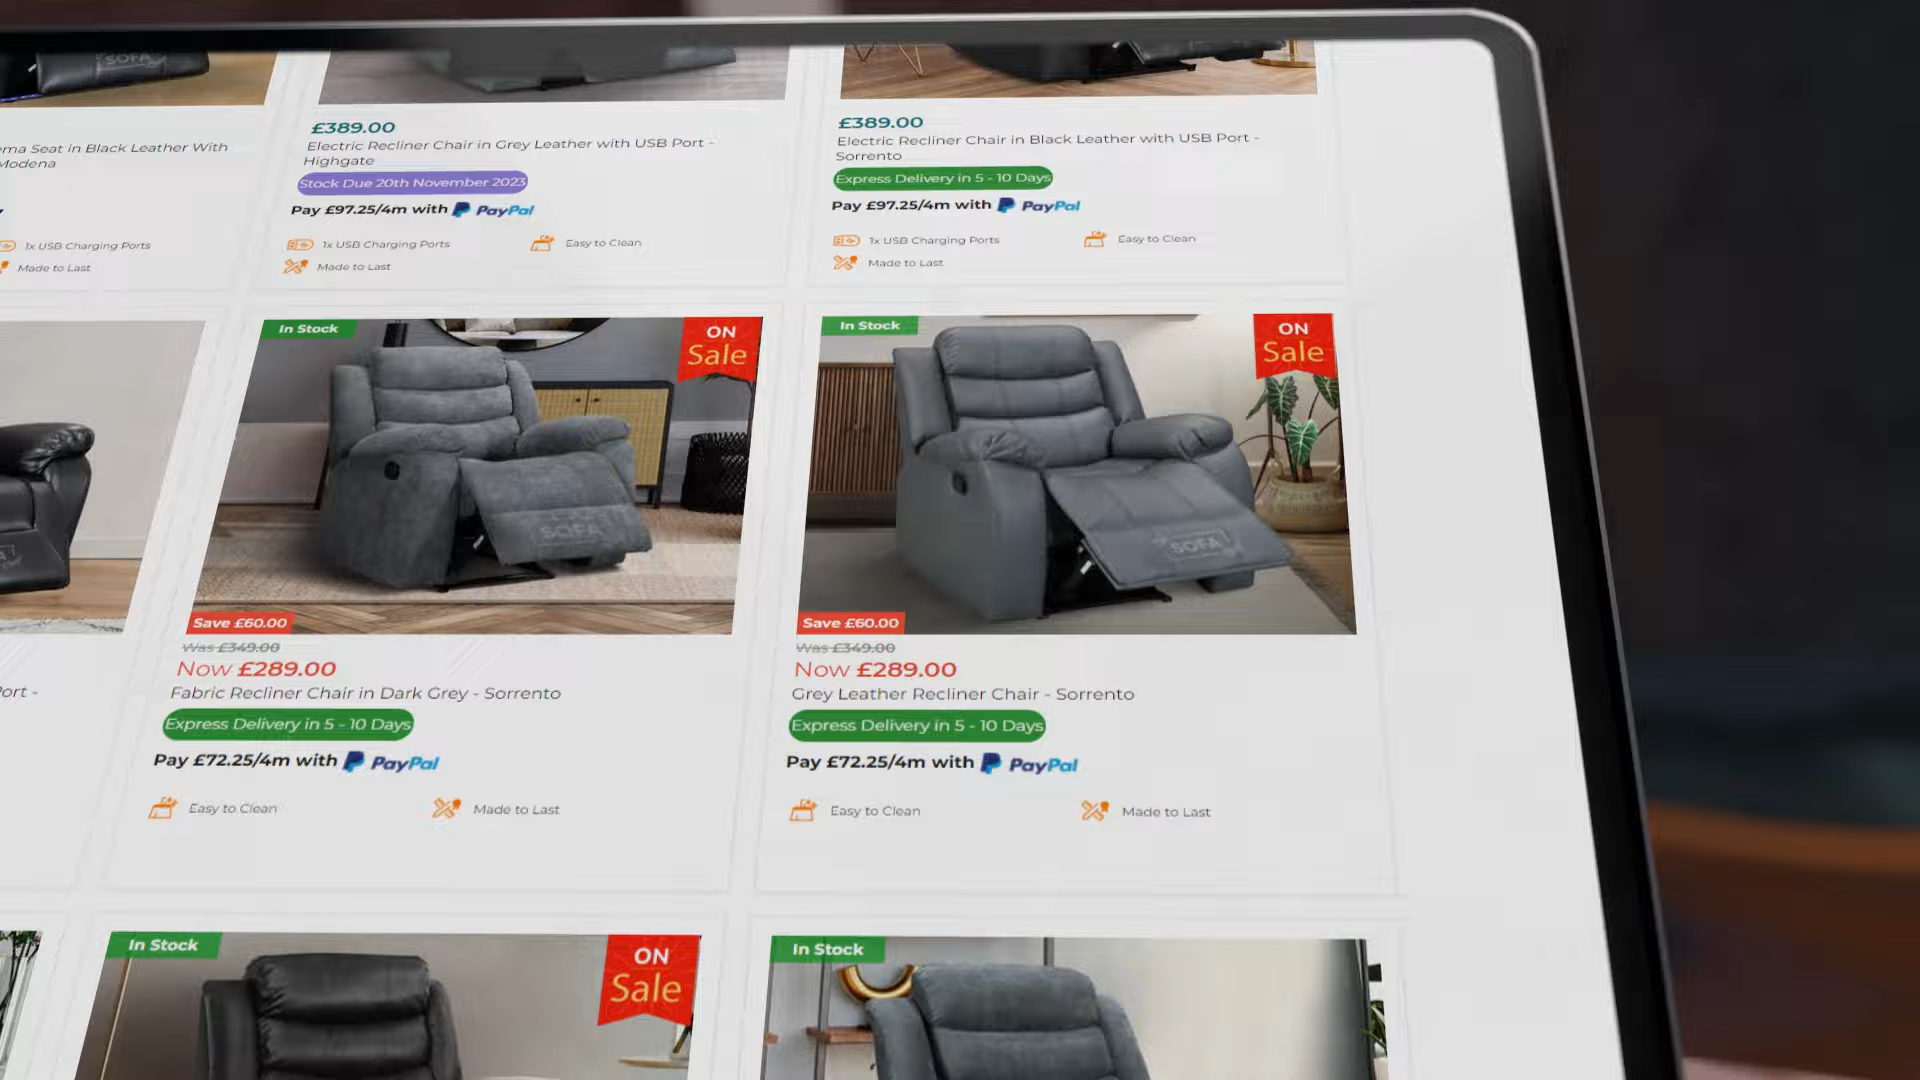 SOFA
ma Seat in Black Leather With
Modena
1x USB Charging Ports
Made to Last
£389.00
Electric Recliner Chair in Grey Leather with USB Port -
Highgate
Stock Due 20th November 2023
Pay £97.25/4m with PayPal
1x USB Charging Ports
Easy to Clean
Made to Last
£389.00
Electric Recliner Chair in Black Leather with USB Port -
Sorrento
Express Delivery in 5 - 10 Days
Pay £97.25/4m with PayPal
1x USB Charging Ports
Easy to Clean
Made to Last
ort -
In Stock
ON
Sale
SOFA
Save £60.00
Was £349.00
Now £289.00
Fabric Recliner Chair in Dark Grey - Sorrento
Express Delivery in 5 - 10 Days
Pay £72.25/4m with PayPal
Easy to Clean
Made to Last
In Stock
ON
Sale
SOFA
Save £60.00
Was £349.00
Now £289.00
Grey Leather Recliner Chair - Sorrento
Express Delivery in 5 - 10 Days
Pay £72.25/4m with PayPal
Easy to Clean
Made to Last
In Stock
ON
Sale
In Stock